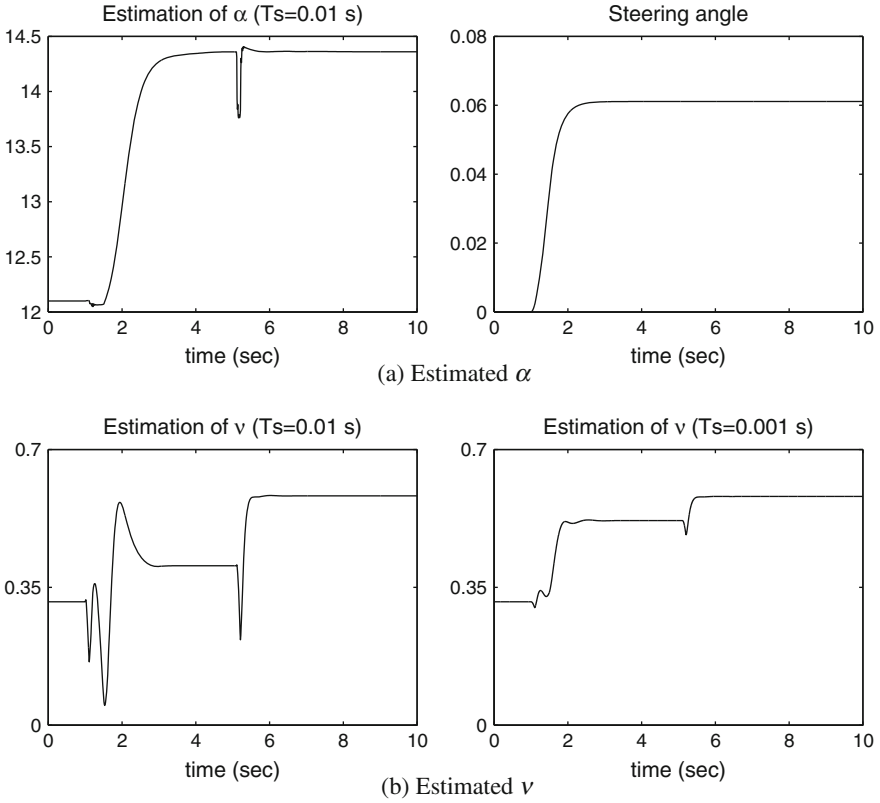 Estimation of α (Ts=0.01 s)
14.5
14
13.5
13
12.5
12
0 2 4 6 8 10
time (sec)
Steering angle
0.08
0.06
0.04
0.02
0
0 2 4 6 8 10
time (sec)
(a) Estimated α
Estimation of ν (Ts=0.01 s)
0.7
0.35
0
0 2 4 6 8 10
time (sec)
Estimation of ν (Ts=0.001 s)
0.7
0.35
0
0 2 4 6 8 10
time (sec)
(b) Estimated ν